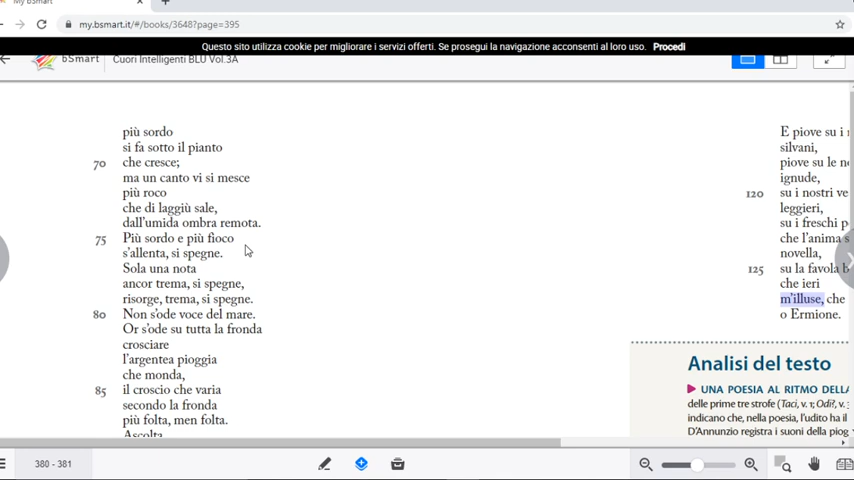 My bSmart
my.bsmart.it/#/books/3648?page=395
Questo sito utilizza cookie per migliorare i servizi offerti. Se prosegui la navigazione acconsenti al loro uso. Procedi
bSmart
Cuori Intelligenti BLU Vol.3A
più sordo
si fa sotto il pianto
70 che cresce;
ma un canto vi si mesce
più roco
che di laggiù sale,
dall'umida ombra remota.
75 Più sordo e più fioco
s'allenta, si spegne.
Sola una nota
ancor trema, si spegne,
risorge, trema, si spegne.
80 Non s'ode voce del mare.
Or s'ode su tutta la fronda
crosciare
l'argentea pioggia
che monda,
85 il croscio che varia
secondo la fronda
più folta, men folta.
Ascolta.
E piove su i
silvani,
piove su le
ignude,
120 su i nostri
leggieri,
su i freschi
che l'anima
novella,
125 su la favola
che ieri
m'illuse, che
o Ermione.
Analisi del testo
UNA POESIA AL RITMO
delle prime tre strofe (Taci, v. 1; Odi?, v.
indicano che, nella poesia, l'udito ha il
D'Annunzio registra i suoni della
380 - 381